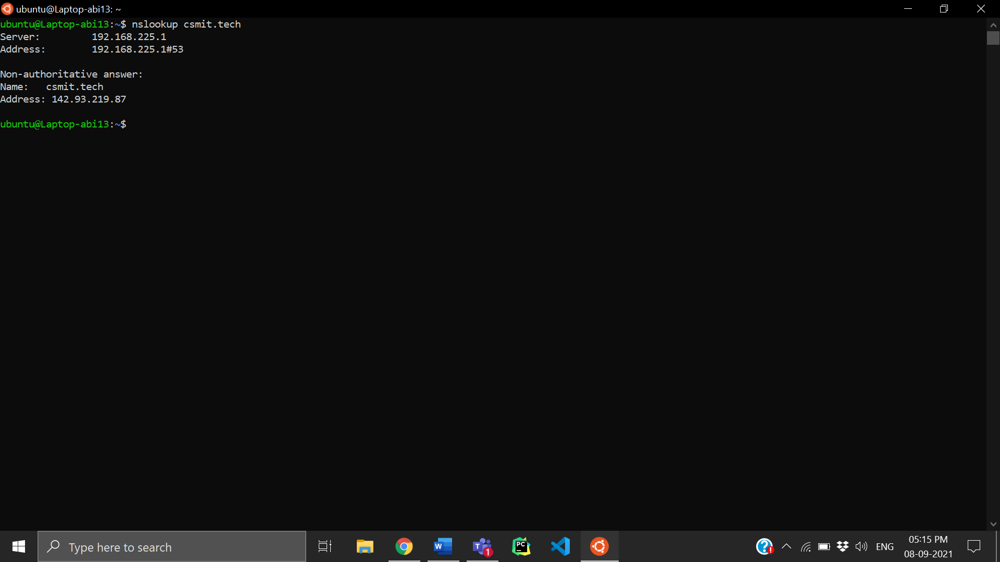 ubuntu@Laptop-abi13: ~
ubuntu@Laptop-abi13:~$ nslookup csmit.tech
Server:         192.168.225.1
Address:        192.168.225.1#53

Non-authoritative answer:
Name:   csmit.tech
Address: 142.93.219.87

ubuntu@Laptop-abi13:~$
Type here to search
W
T
1
PC
?
!
ENG
05:15 PM
08-09-2021